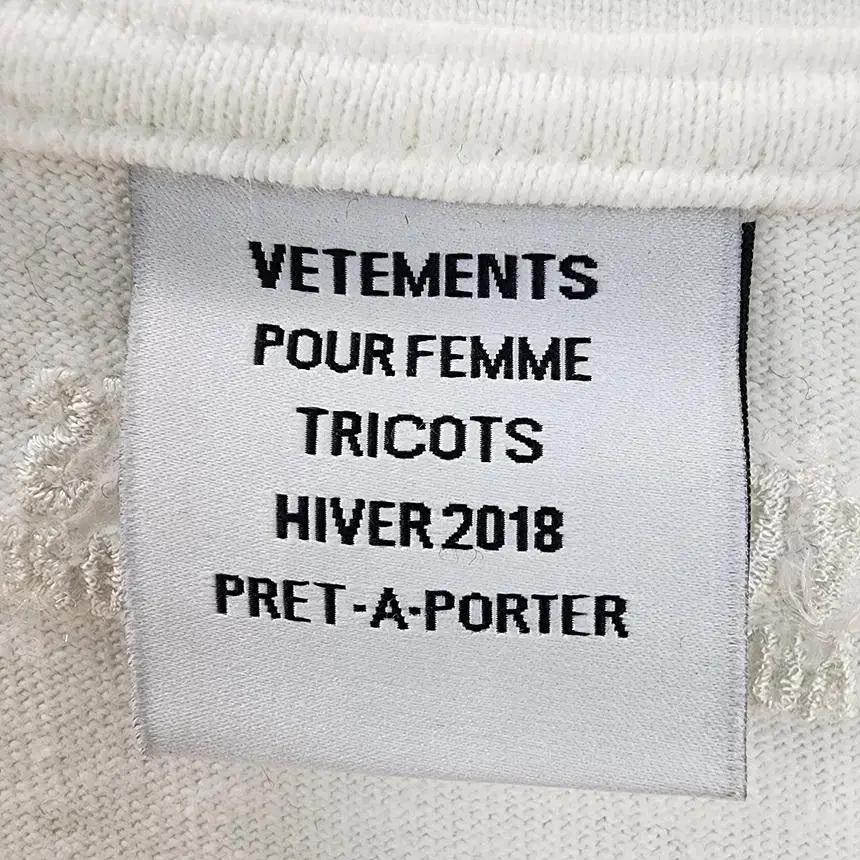 VETEMENTS
POUR FEMME
TRICOTS
HIVER 2018
PRET-A-PORTER